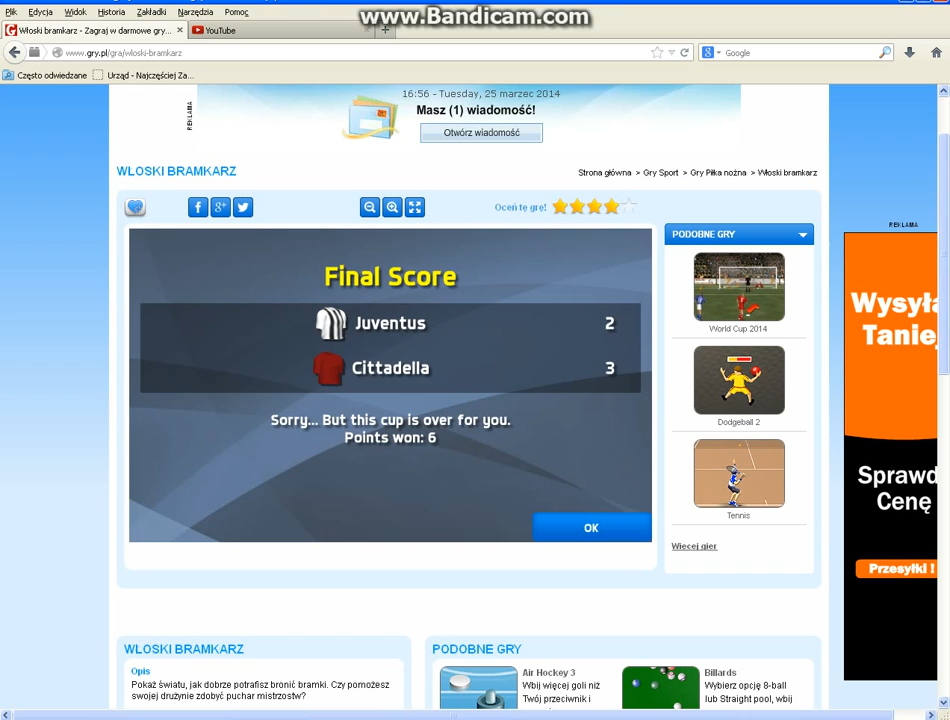 www.Bandicam.com
Plik Edycja Widok Historia Zakładki Narzędzia Pomoc
Włoski bramkarz - Zagraj w darmowe gry,...
YouTube
www.gry.pl/gra/wloski-bramkarz
Google
Często odwiedzane
Urząd - Najczęściej Za...
REKLAMA
16:56 - Tuesday, 25 marzec 2014
Masz (1) wiadomość!
Otwórz wiadomość
WLOSKI BRAMKARZ
Strona główna > Gry Sport > Gry Piłka nożna > Włoski bramkarz
Oceń tę grę!
Final Score
Juventus 2
Cittadella 3
Sorry... But this cup is over for you.
Points won: 6
OK
PODOBNE GRY
World Cup 2014
Dodgeball 2
Tennis
Wiecej gier
REKLAMA
Wysyła
Taniej
Sprawd
Cenę
Przesyłki !
WLOSKI BRAMKARZ
Opis
Pokaż światu, jak dobrze potrafisz bronić bramki. Czy pomożesz
swojej drużynie zdobyć puchar mistrzostw?
PODOBNE GRY
Air Hockey 3
Wbij więcej goli niż
Twój przeciwnik i
Billards
Wybierz opcję 8-ball
lub Straight pool, wbij